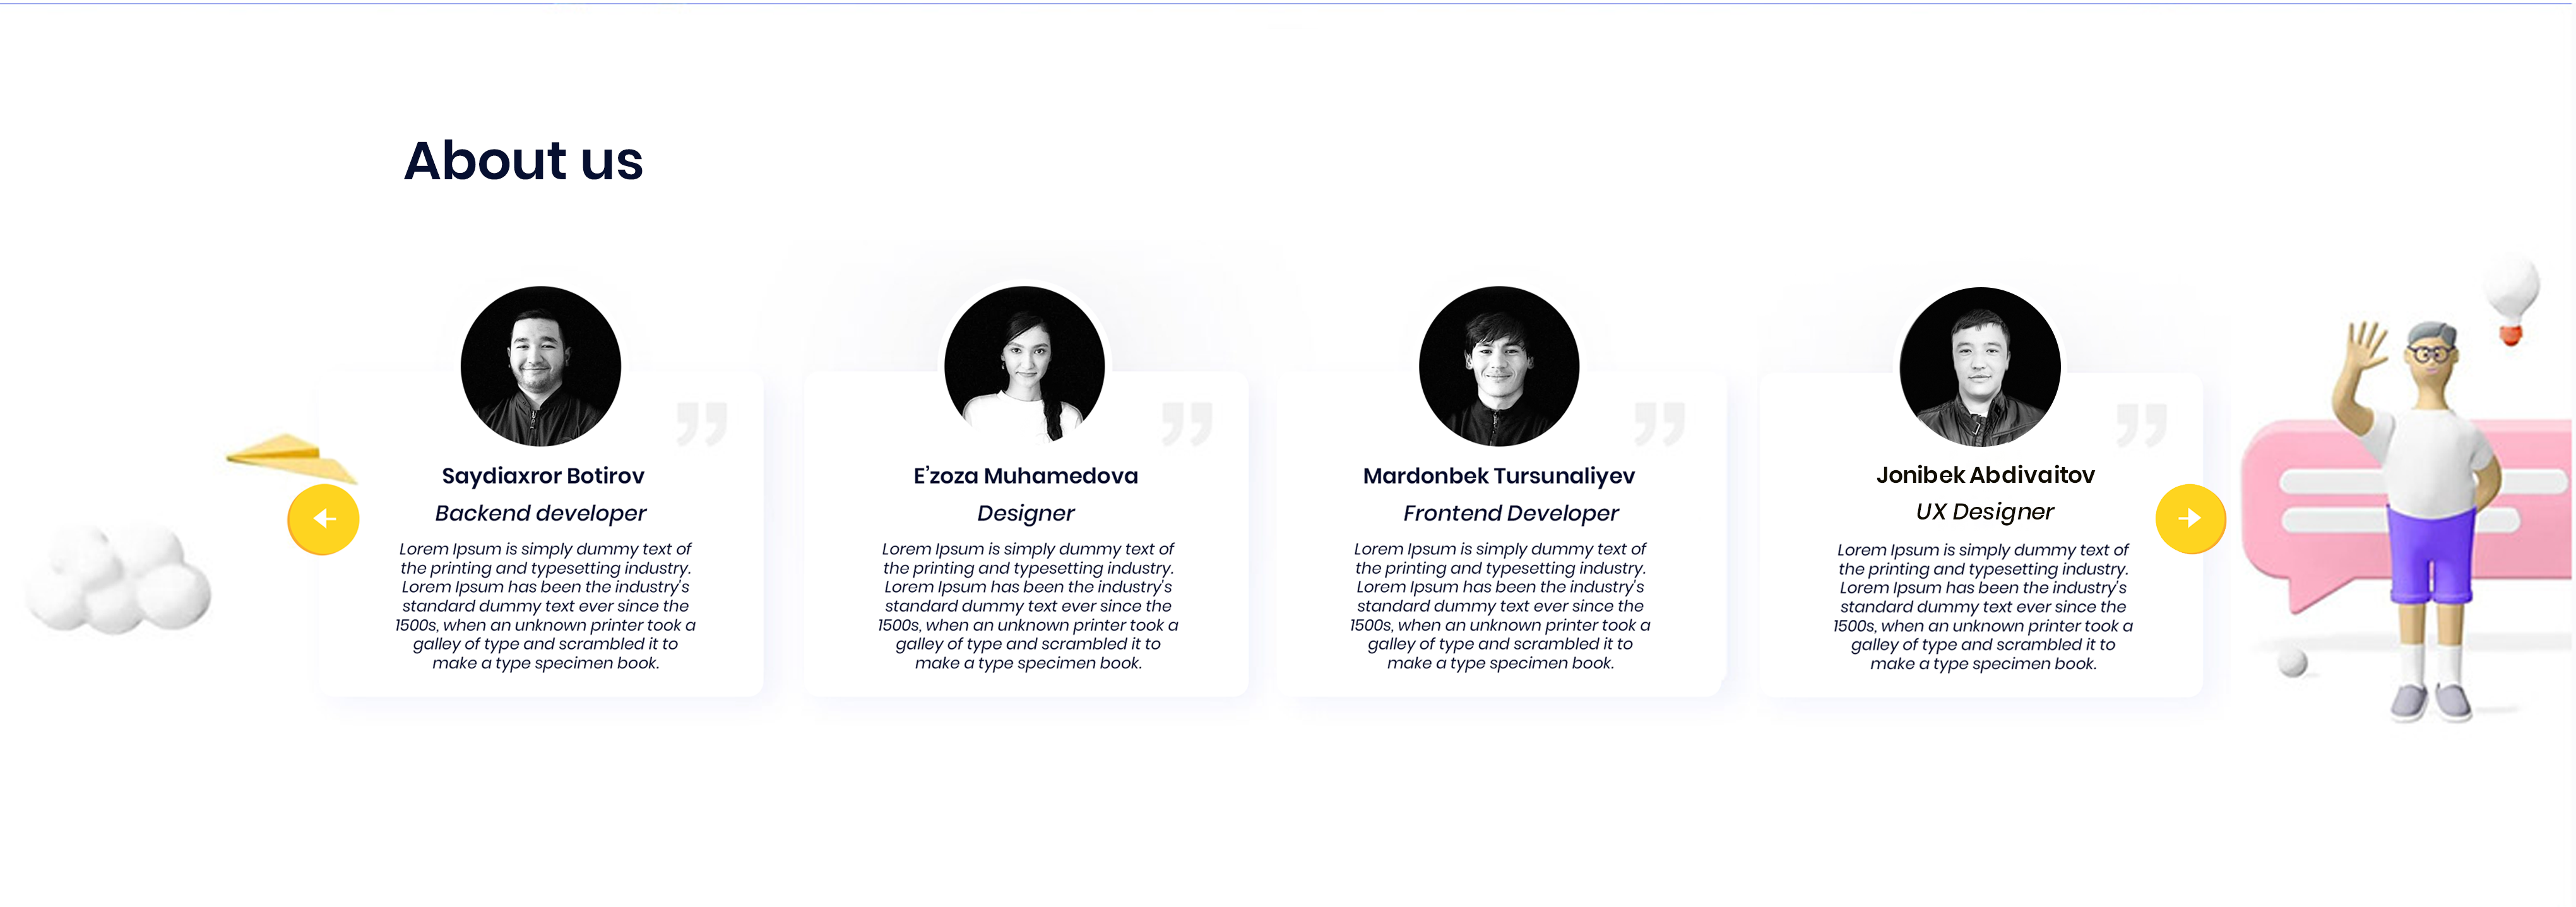 About us
Saydiaxror Botirov
Backend developer
Lorem Ipsum is simply dummy text of
the printing and typesetting industry.
Lorem Ipsum has been the industry's
standard dummy text ever since the
1500s, when an unknown printer took a
galley of type and scrambled it to
make a type specimen book.
E’zoza Muhamedova
Designer
Lorem Ipsum is simply dummy text of
the printing and typesetting industry.
Lorem Ipsum has been the industry's
standard dummy text ever since the
1500s, when an unknown printer took a
galley of type and scrambled it to
make a type specimen book.
Mardonbek Tursunaliyev
Frontend Developer
Lorem Ipsum is simply dummy text of
the printing and typesetting industry.
Lorem Ipsum has been the industry's
standard dummy text ever since the
1500s, when an unknown printer took a
galley of type and scrambled it to
make a type specimen book.
Jonibek Abdivaitov
UX Designer
Lorem Ipsum is simply dummy text of
the printing and typesetting industry.
Lorem Ipsum has been the industry's
standard dummy text ever since the
1500s, when an unknown printer took a
galley of type and scrambled it to
make a type specimen book.